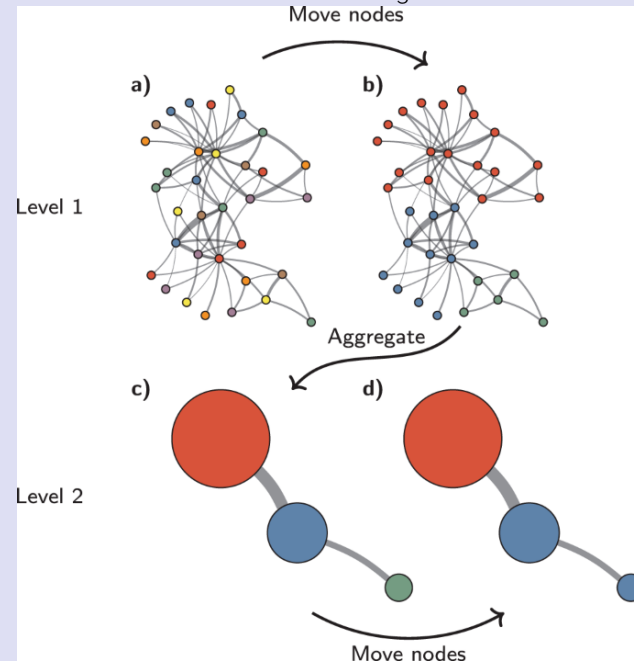 Move nodes
a)
b)
Level 1
Aggregate
c)
d)
Level 2
Move nodes